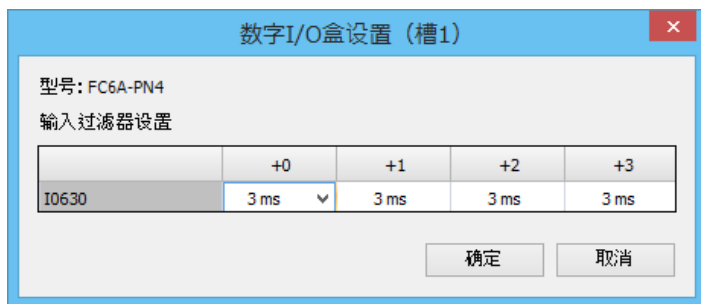 数字I/O盒设置（槽1）
型号: FC6A-PN4
输入过滤器设置
+0 +1 +2 +3
I0630 3 ms 3 ms 3 ms 3 ms
确定 取消